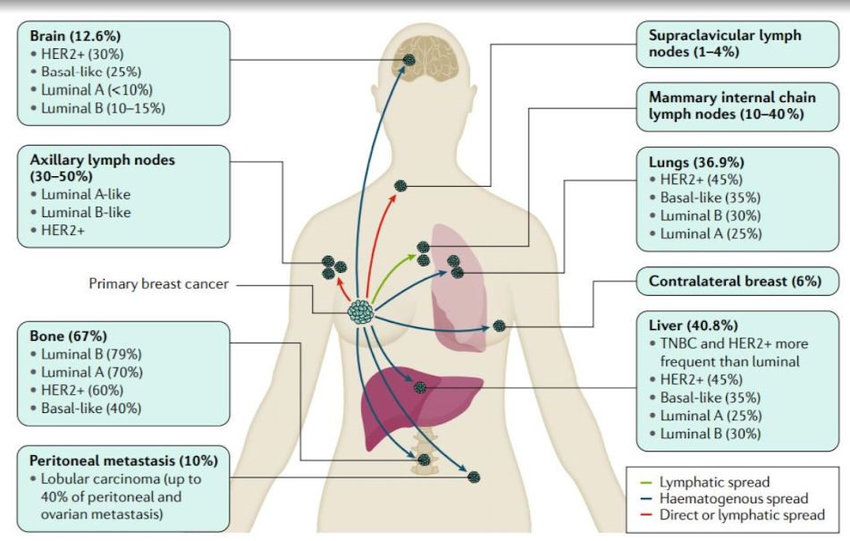 Brain (12.6%)
• HER2+ (30%)
• Basal-like (25%)
• Luminal A (<10%)
• Luminal B (10–15%)
Axillary lymph nodes
(30–50%)
• Luminal A-like
• Luminal B-like
• HER2+
Primary breast cancer
Bone (67%)
• Luminal B (79%)
• Luminal A (70%)
• HER2+ (60%)
• Basal-like (40%)
Peritoneal metastasis (10%)
• Lobular carcinoma (up to
40% of peritoneal and
ovarian metastasis)
Supraclavicular lymph
nodes (1–4%)
Mammary internal chain
lymph nodes (10–40%)
Lungs (36.9%)
• HER2+ (45%)
• Basal-like (35%)
• Luminal B (30%)
• Luminal A (25%)
Contralateral breast (6%)
Liver (40.8%)
• TNBC and HER2+ more
frequent than luminal
• HER2+ (45%)
• Basal-like (35%)
• Luminal A (25%)
• Luminal B (30%)
Lymphatic spread
Haematogenous spread
Direct or lymphatic spread